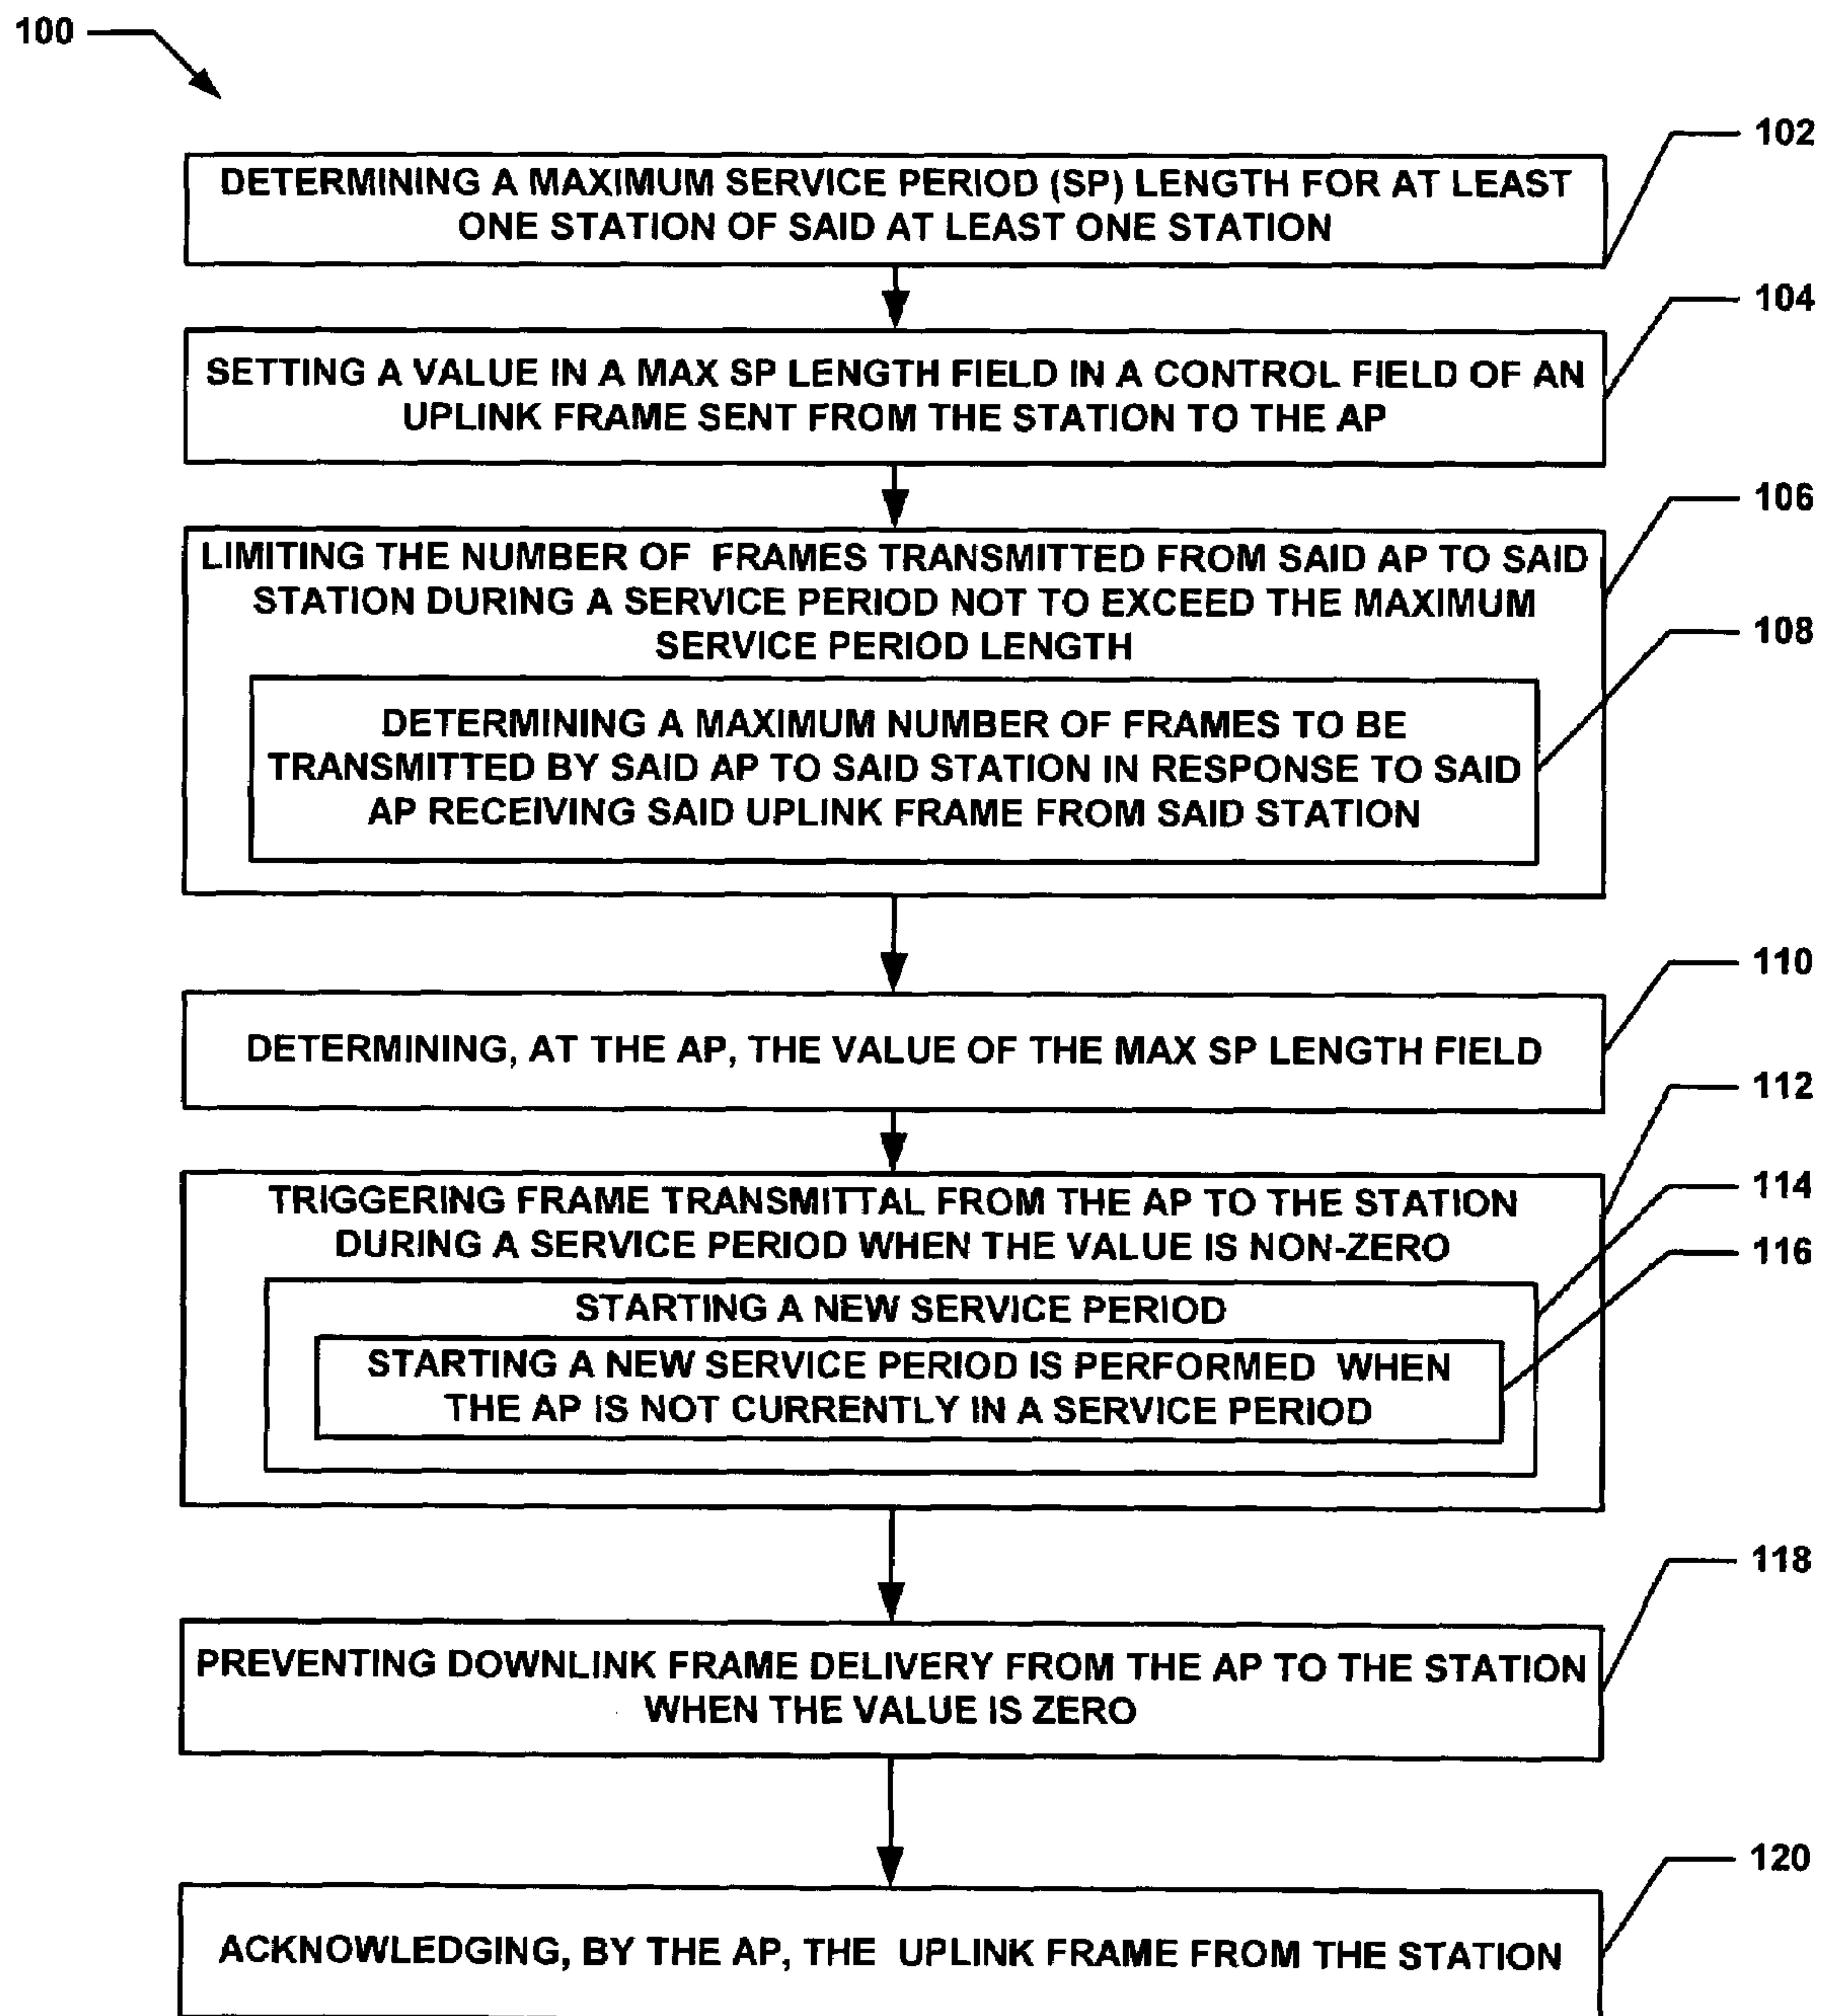 100
102
DETERMINING A MAXIMUM SERVICE PERIOD (SP) LENGTH FOR AT LEAST
ONE STATION OF SAID AT LEAST ONE STATION
104
SETTING A VALUE IN A MAX SP LENGTH FIELD IN A CONTROL FIELD OF AN
UPLINK FRAME SENT FROM THE STATION TO THE AP
106
LIMITING THE NUMBER OF FRAMES TRANSMITTED FROM SAID AP TO SAID
STATION DURING A SERVICE PERIOD NOT TO EXCEED THE MAXIMUM
SERVICE PERIOD LENGTH
108
DETERMINING A MAXIMUM NUMBER OF FRAMES TO BE
TRANSMITTED BY SAID AP TO SAID STATION IN RESPONSE TO SAID
AP RECEIVING SAID UPLINK FRAME FROM SAID STATION
110
DETERMINING, AT THE AP, THE VALUE OF THE MAX SP LENGTH FIELD
112
TRIGGERING FRAME TRANSMITTAL FROM THE AP TO THE STATION
DURING A SERVICE PERIOD WHEN THE VALUE IS NON-ZERO
114
STARTING A NEW SERVICE PERIOD
116
STARTING A NEW SERVICE PERIOD IS PERFORMED WHEN
THE AP IS NOT CURRENTLY IN A SERVICE PERIOD
118
PREVENTING DOWNLINK FRAME DELIVERY FROM THE AP TO THE STATION
WHEN THE VALUE IS ZERO
120
ACKNOWLEDGING, BY THE AP, THE UPLINK FRAME FROM THE STATION